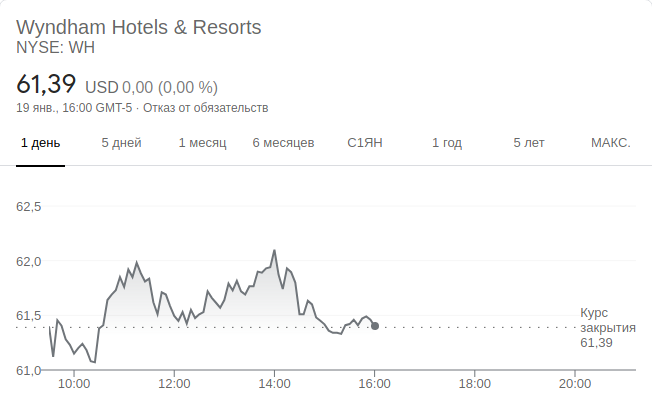 Wyndham Hotels & Resorts
NYSE: WH
61,39 USD 0,00 (0,00 %)
19 янв., 16:00 GMT-5 · Отказ от обязательств
1 день 5 дней 1 месяц 6 месяцев С1ЯН 1 год 5 лет МАКС.
62,5
62,0
61,5
Курс
закрытия
61,39
61,0
10:00 12:00 14:00 16:00 18:00 20:00